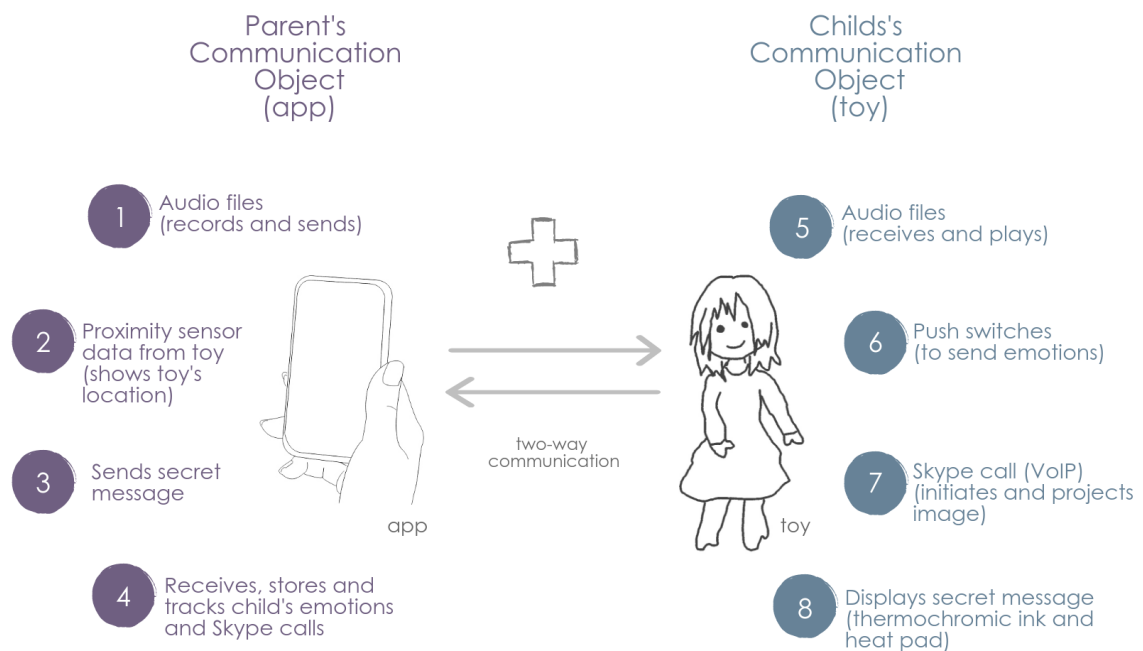 Parent's
Communication
Object
(app)
Childs's
Communication
Object
(toy)
1
Audio files
(records and sends)
2
Proximity sensor
data from toy
(shows toy's
location)
3
Sends secret
message
4
Receives, stores and
tracks child's emotions
and Skype calls
app
two-way
communication
toy
5
Audio files
(receives and plays)
6
Push switches
(to send emotions)
7
Skype call (VoIP)
(initiates and projects
image)
8
Displays secret message
(thermochromic ink and
heat pad)